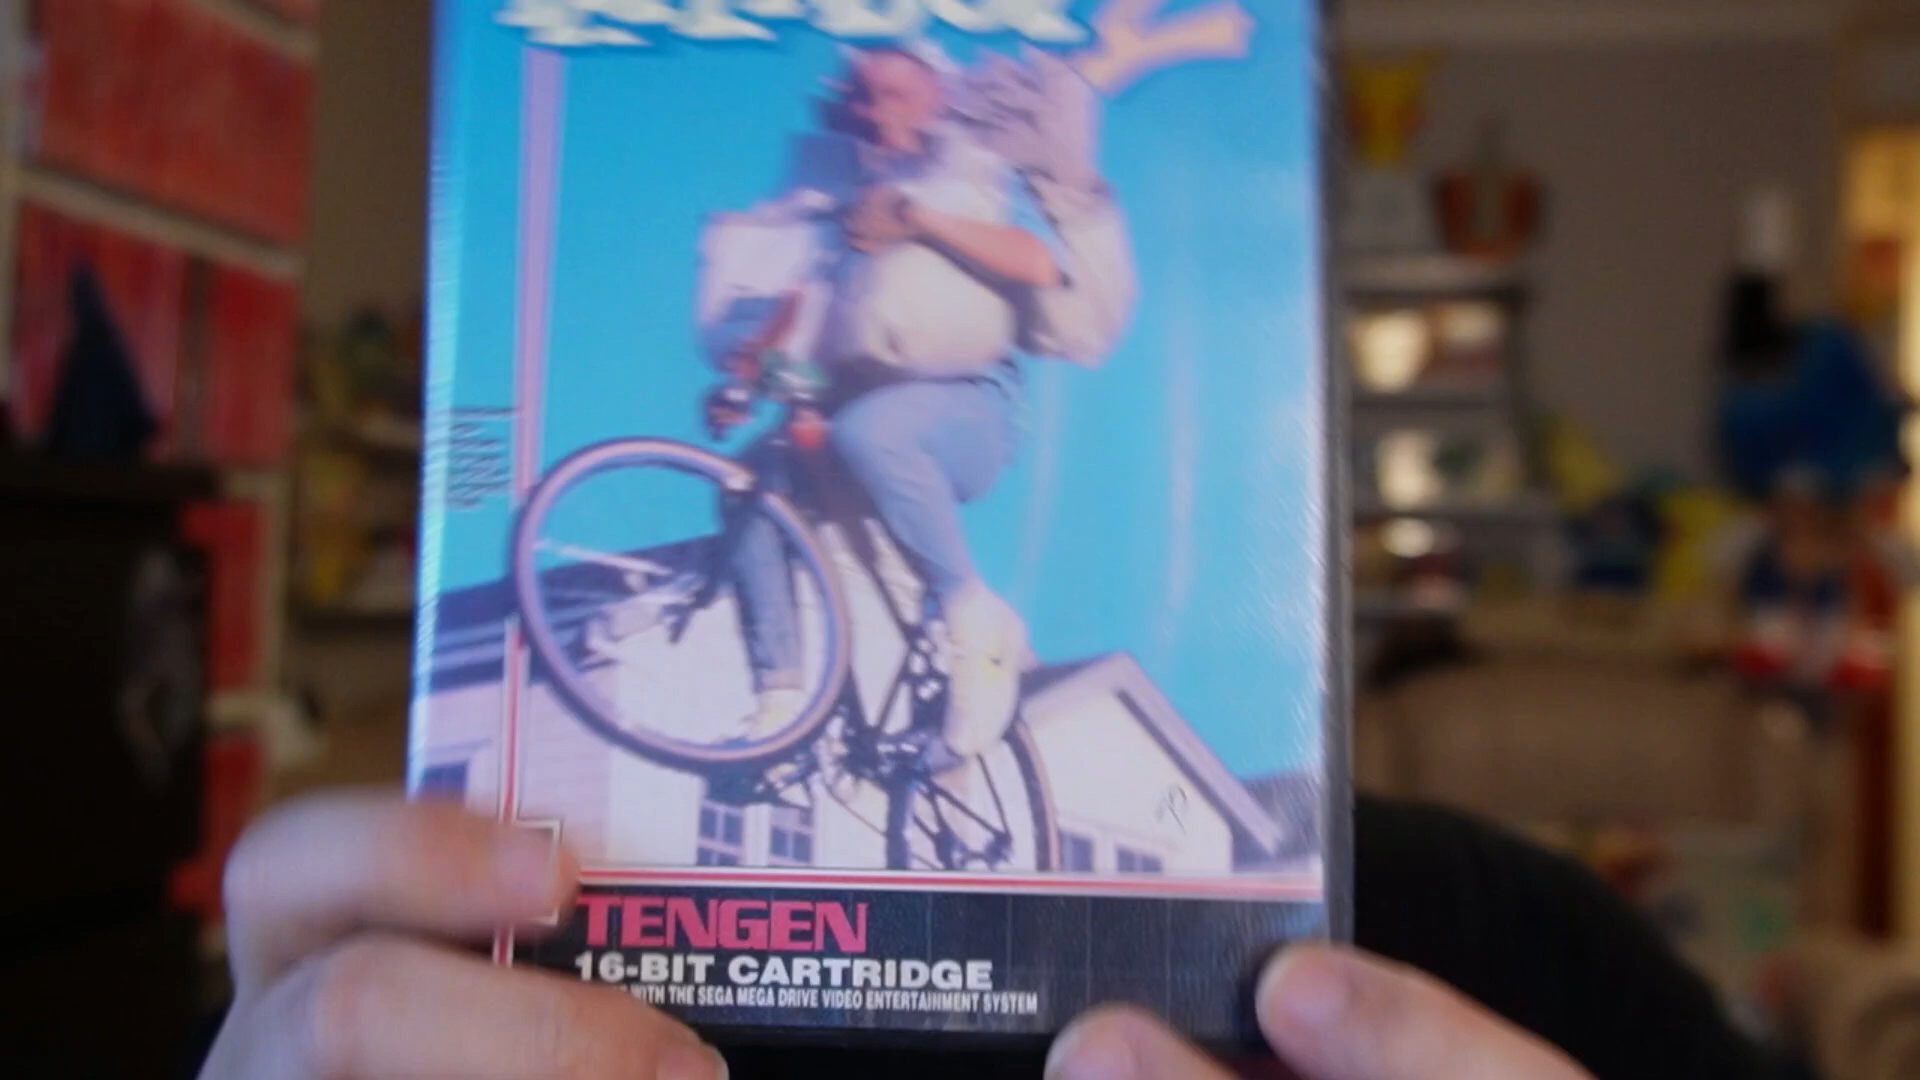 TENGEN
16-BIT CARTRIDGE
WITH THE SEGA MEGA DRIVE VIDEO ENTERTAINMENT SYSTEM